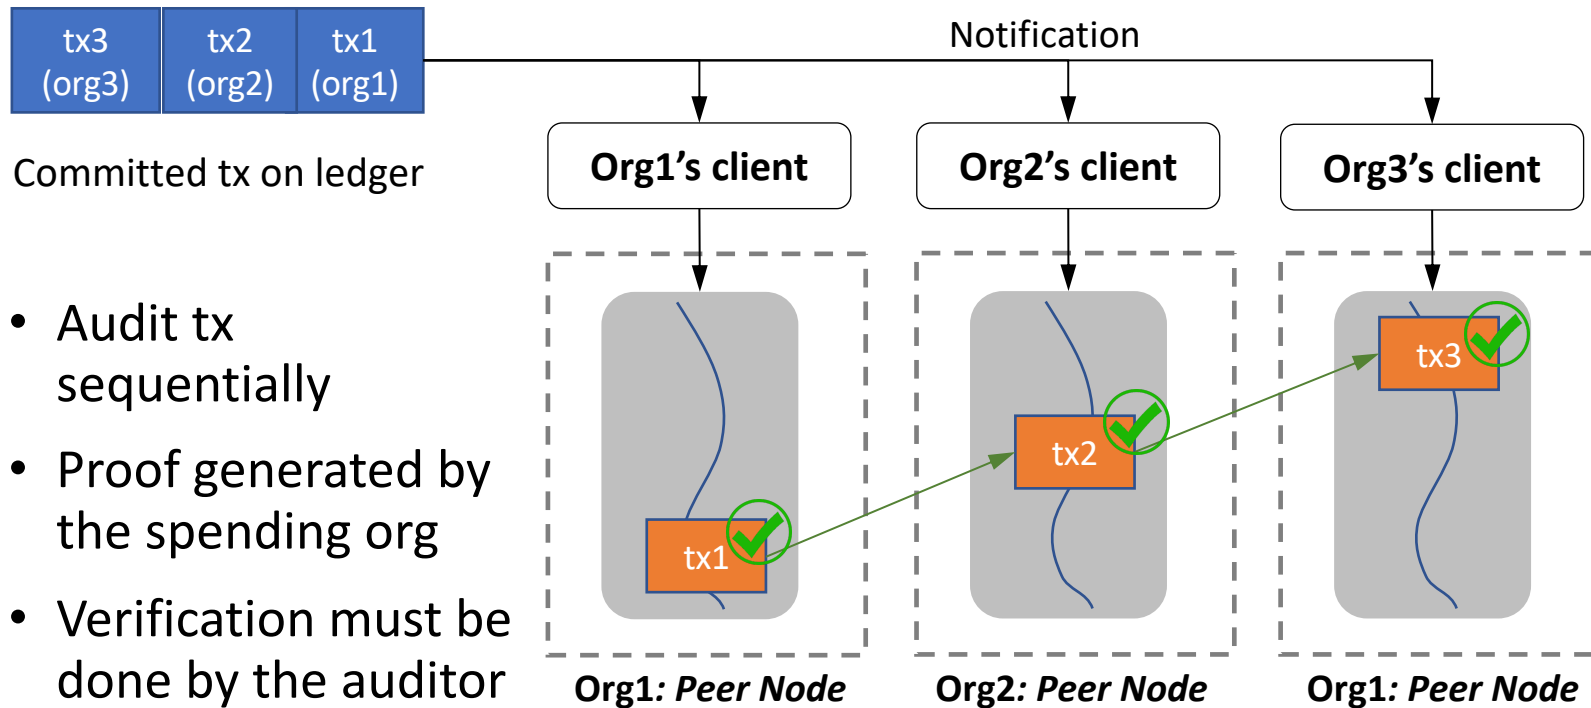 tx3
(org3)
tx2
(org2)
tx1
(org1)
Notification
Committed tx on ledger
Org1's client
Org2's client
Org3's client
• Audit tx
sequentially
• Proof generated by
the spending org
• Verification must be
done by the auditor
tx1
tx2
tx3
Org1: Peer Node
Org2: Peer Node
Org1: Peer Node